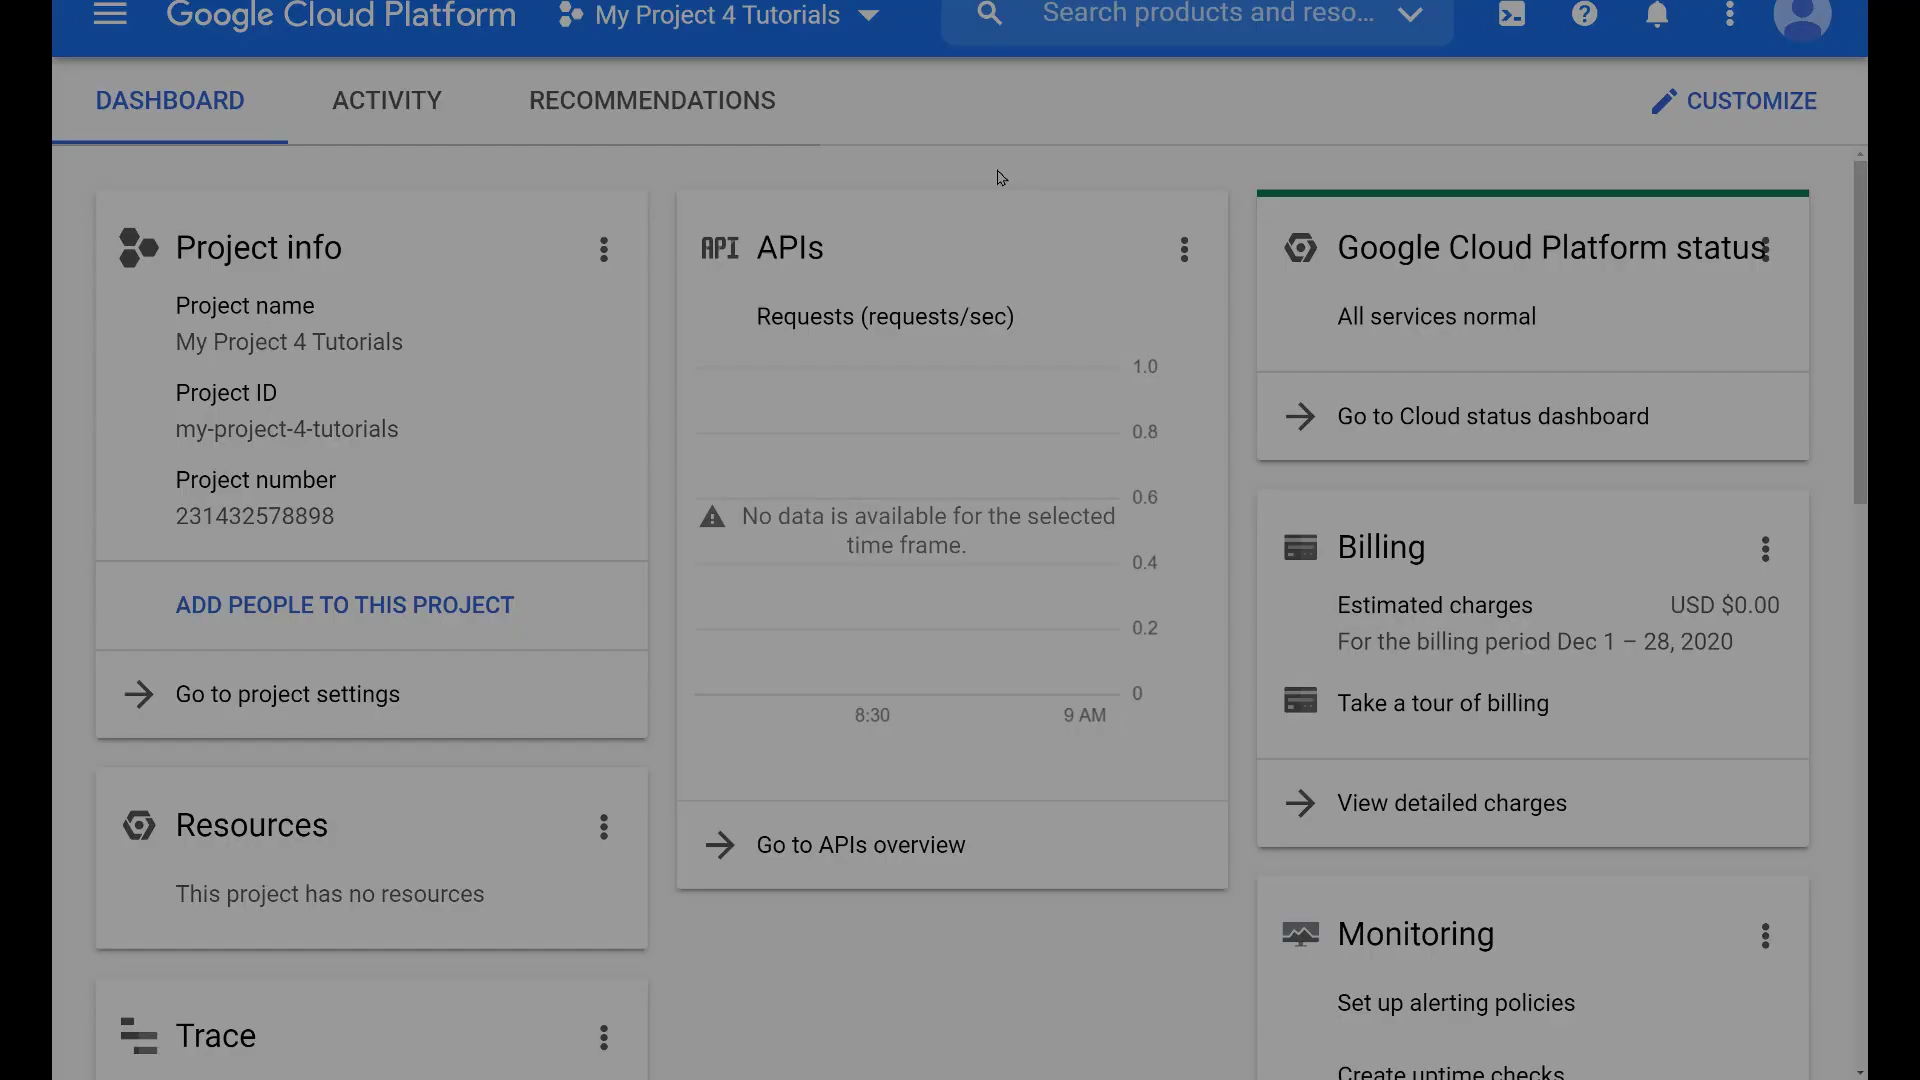 Google Cloud Platform
My Project 4 Tutorials
Search products and reso...
DASHBOARD
ACTIVITY
RECOMMENDATIONS
CUSTOMIZE
Project info
Project name
My Project 4 Tutorials
Project ID
my-project-4-tutorials
Project number
231432578898
ADD PEOPLE TO THIS PROJECT
Go to project settings
Resources
This project has no resources
Trace
API APIs
Requests (requests/sec)
1.0
0.8
0.6
No data is available for the selected
time frame.
0.4
0.2
0
8:30
9 AM
Go to APIs overview
Google Cloud Platform status
All services normal
Go to Cloud status dashboard
Billing
Estimated charges
USD $0.00
For the billing period Dec 1 – 28, 2020
Take a tour of billing
View detailed charges
Monitoring
Set up alerting policies
Create uptime checks